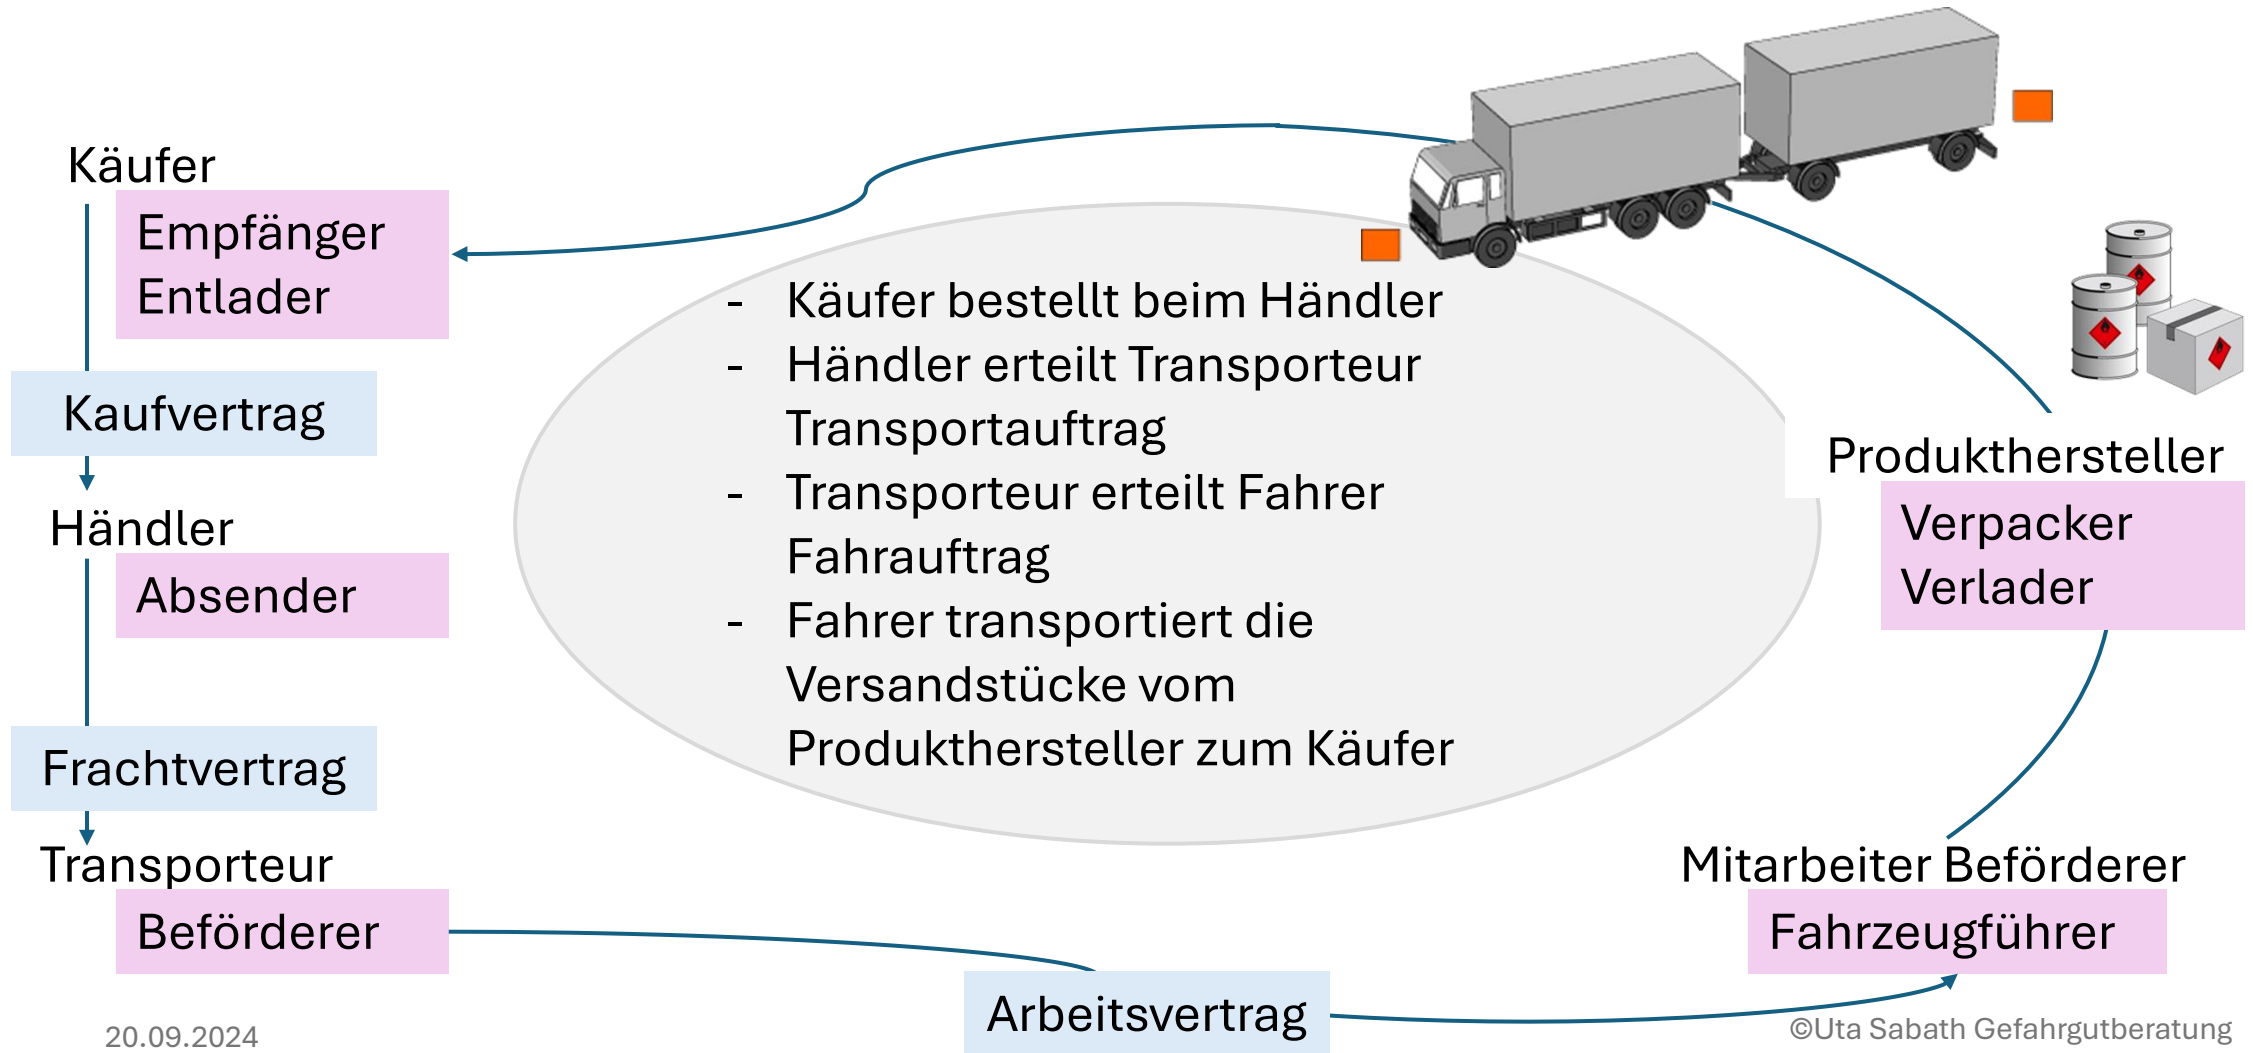 Käufer
Empfänger
Entlader
Kaufvertrag
Händler
Absender
Frachtvertrag
Transporteur
Beförderer
- Käufer bestellt beim Händler
- Händler erteilt Transporteur
Transportauftrag
- Transporteur erteilt Fahrer
Fahrauftrag
- Fahrer transportiert die
Versandstücke vom
Produkthersteller zum Käufer
Produkthersteller
Verpacker
Verlader
Mitarbeiter Beförderer
Fahrzeugführer
Arbeitsvertrag
20.09.2024
©Uta Sabath Gefahrgutberatung